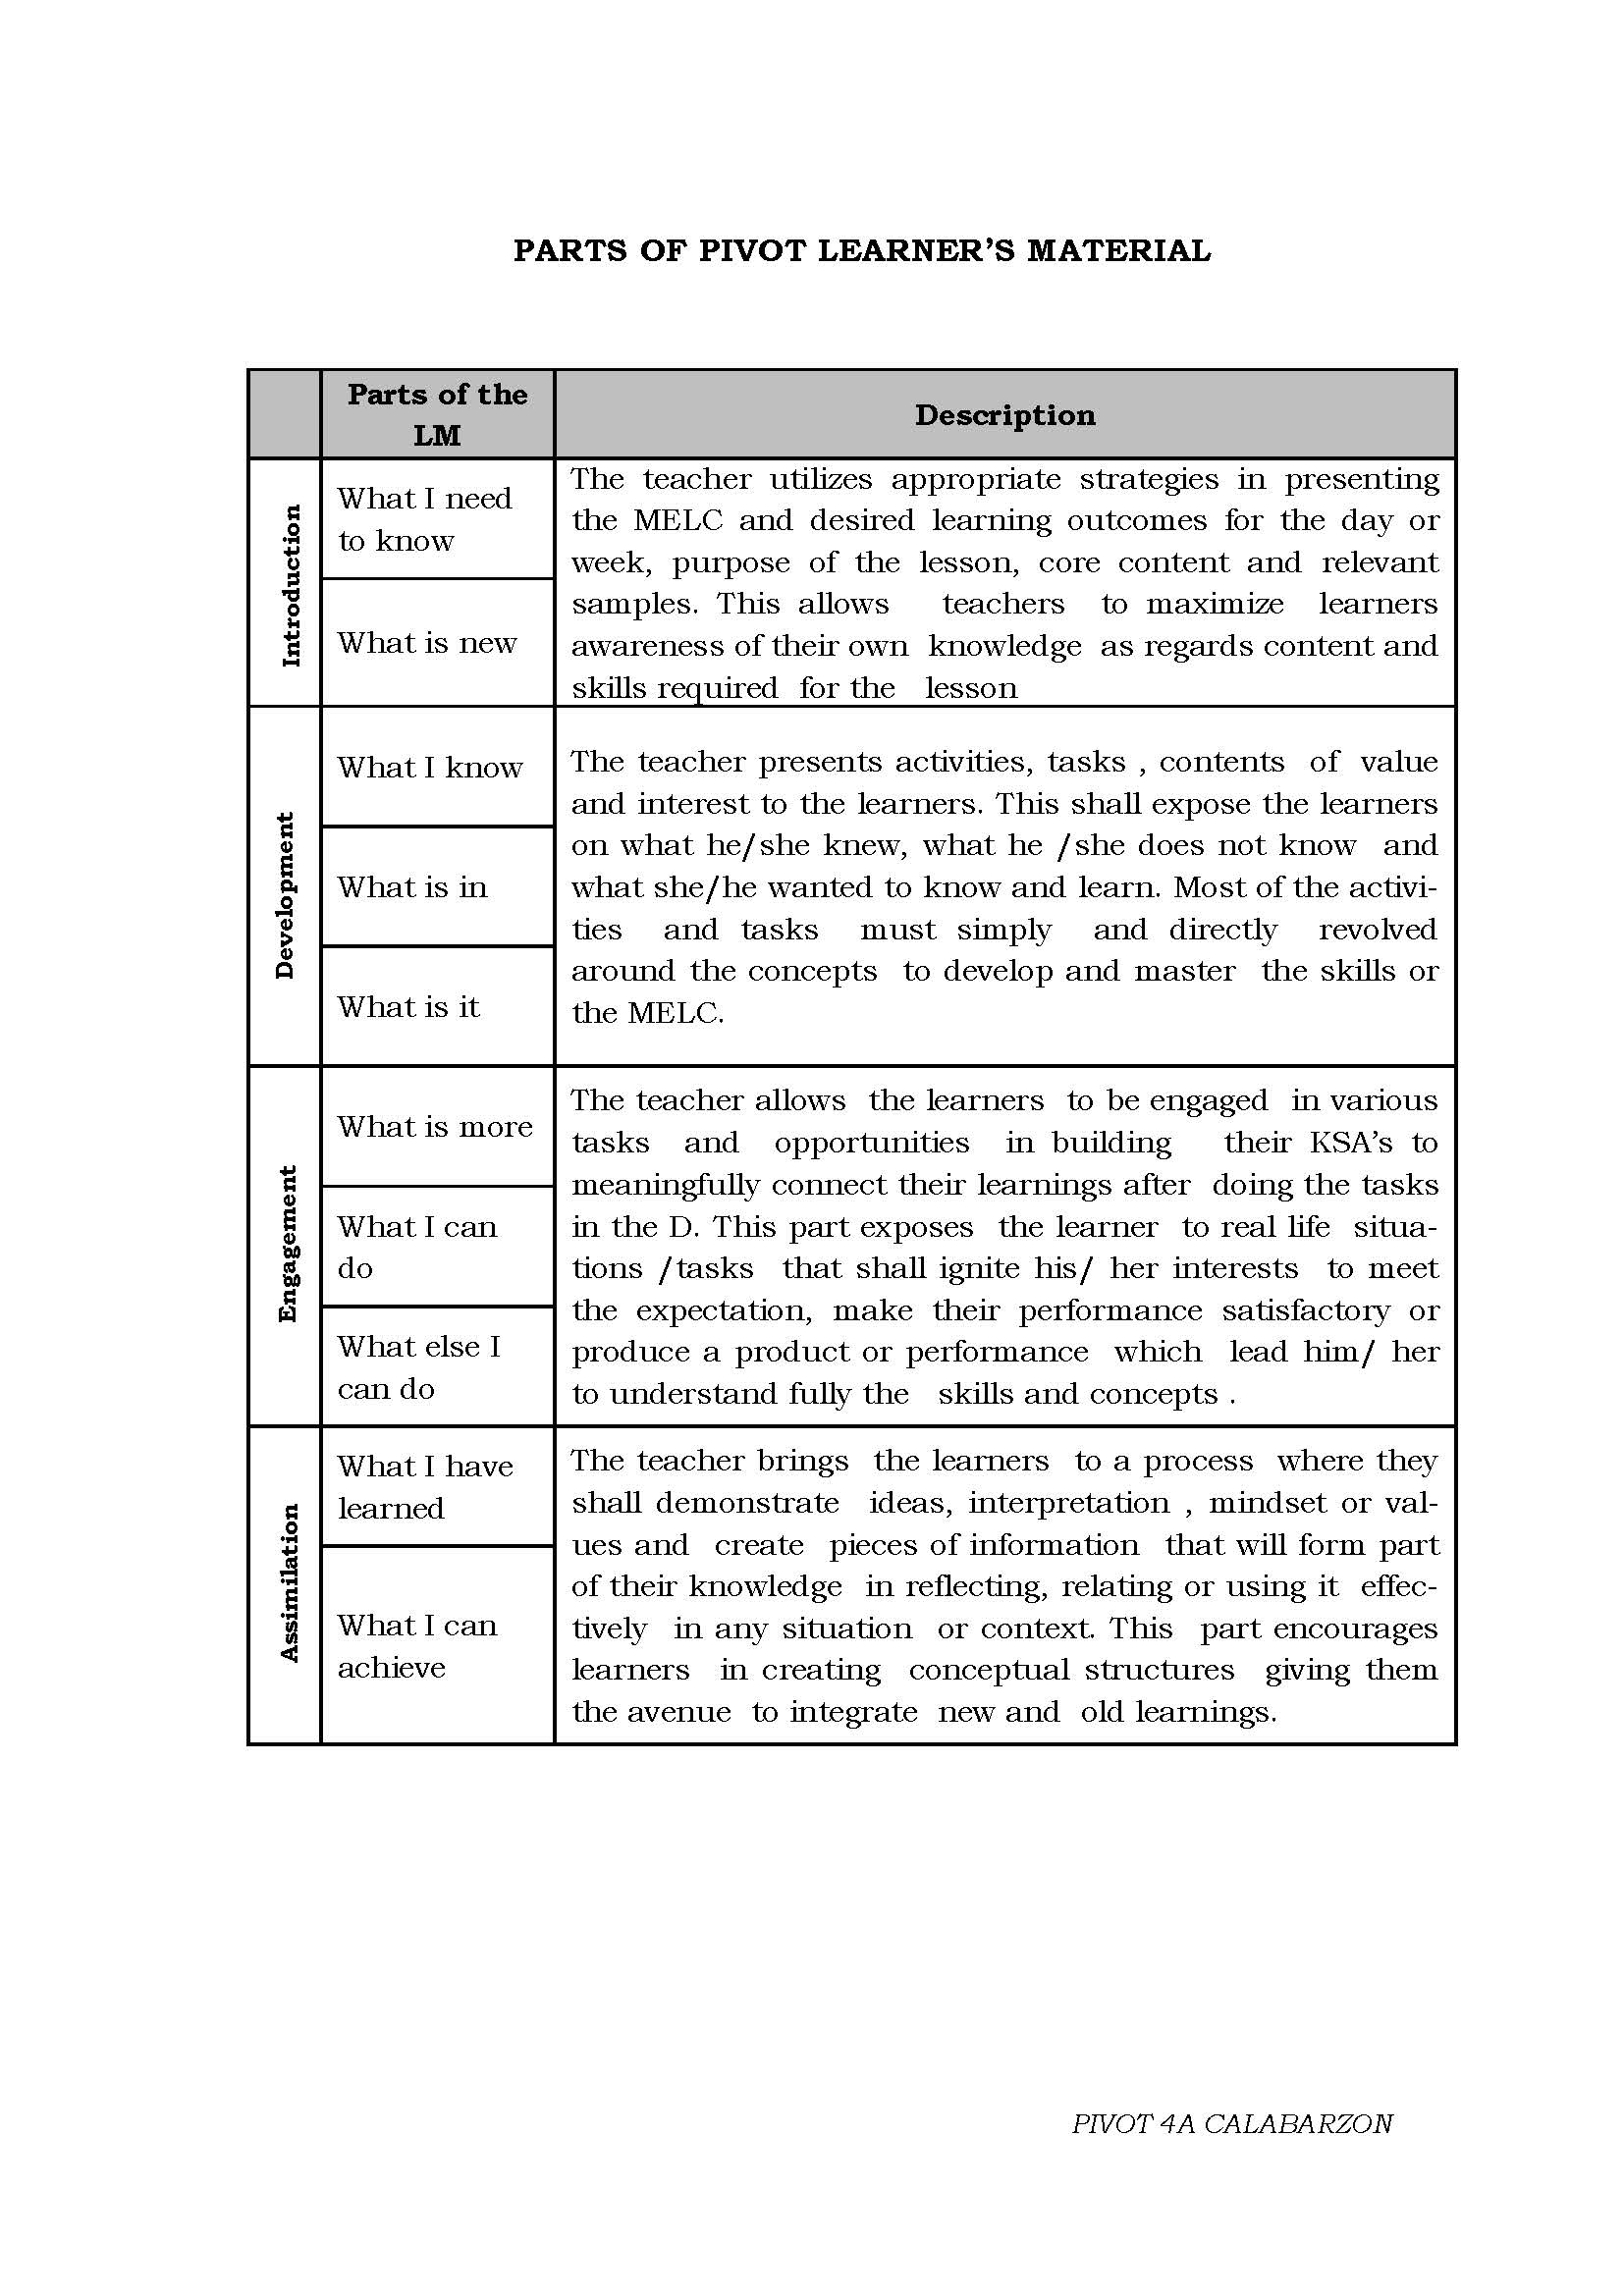 PARTS OF PIVOT LEARNER’S MATERIAL
Parts of the
LM
Description
Introduction
What I need
to know
What is new
The teacher utilizes appropriate strategies in presenting
the MELC and desired learning outcomes for the day or
week, purpose of the lesson, core content and relevant
samples. This allows teachers to maximize learners
awareness of their own knowledge as regards content and
skills required for the lesson
Development
What I know
What is in
What is it
The teacher presents activities, tasks , contents of value
and interest to the learners. This shall expose the learners
on what he/she knew, what he /she does not know and
what she/he wanted to know and learn. Most of the activi-
ties and tasks must simply and directly revolved
around the concepts to develop and master the skills or
the MELC.
Engagement
What is more
What I can
do
What else I
can do
The teacher allows the learners to be engaged in various
tasks and opportunities in building their KSA’s to
meaningfully connect their learnings after doing the tasks
in the D. This part exposes the learner to real life situa-
tions /tasks that shall ignite his/ her interests to meet
the expectation, make their performance satisfactory or
produce a product or performance which lead him/ her
to understand fully the skills and concepts .
Assimilation
What I have
learned
What I can
achieve
The teacher brings the learners to a process where they
shall demonstrate ideas, interpretation , mindset or val-
ues and create pieces of information that will form part
of their knowledge in reflecting, relating or using it effec-
tively in any situation or context. This part encourages
learners in creating conceptual structures giving them
the avenue to integrate new and old learnings.
PIVOT 4A CALABARZON